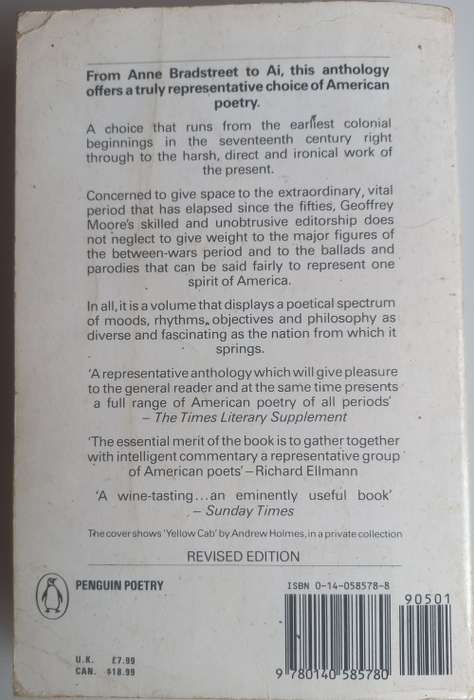 From Anne Bradstreet to Ai, this anthology
offers a truly representative choice of American
poetry.
A choice that runs from the earliest colonial
beginnings in the seventeenth century right
through to the harsh, direct and ironical work of
the present.
Concerned to give space to the extraordinary, vital
period that has elapsed since the fifties, Geoffrey
Moore's skilled and unobtrusive editorship does
not neglect to give weight to the major figures of
the between-wars period and to the ballads and
parodies that can be said fairly to represent one
spirit of America.
In all, it is a volume that displays a poetical spectrum
of moods, rhythms, objectives and philosophy as
diverse and fascinating as the nation from which it
springs.
'A representative anthology which will give pleasure
to the general reader and at the same time presents
a full range of American poetry of all periods'
– The Times Literary Supplement
'The essential merit of the book is to gather together
with intelligent commentary a representative group
of American poets' – Richard Ellmann
'A wine-tasting...an eminently useful book'
– Sunday Times
The cover shows 'Yellow Cab' by Andrew Holmes, in a private collection
REVISED EDITION
PENGUIN POETRY
ISBN 0-14-058578-8
90501
9 780140 585780
U.K. £7.99
CAN. $18.99